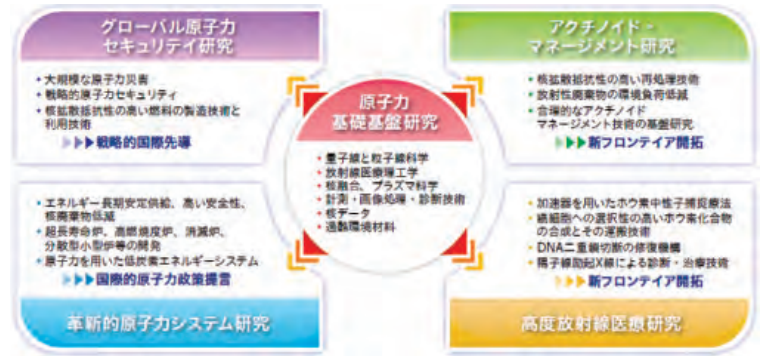 グローバル原子力
セキュリティ研究
・大規模な原子力災害
・戦略的原子力セキュリティ
・核拡散抵抗性の高い燃料の製造技術と
利用技術
▶▶▶戦略的国際先導
アクチノイド-
マネージメント研究
・核拡散抵抗性の高い再処理技術
・放射性廃棄物の環境負荷低減
・合理的なアクチノイド
マネージメント技術の基盤研究
▶▶▶新フロンティア開拓
原子力
基礎基盤研究
・量子線と粒子線科学
・放射線医療理工学
・核融合、プラズマ科学
・計測・画像処理・診断技術
・核データ
・過酷環境材料
・エネルギー長期安定供給、高い安全性、
核廃棄物低減
・超長寿命炉、高燃焼度炉、消滅炉、
分散型小型炉等の開発
・原子力を用いた低炭素エネルギーシステム
▶▶▶国際的原子力政策提言
革新的原子力システム研究
・加速器を用いたホウ素中性子捕捉療法
・癌細胞への選択性の高いホウ素化合物
の合成とその運搬技術
・DNA二重鎖切断の修復機構
・陽子線励起X線による診断・治療技術
▶▶▶新フロンティア開拓
高度放射線医療研究